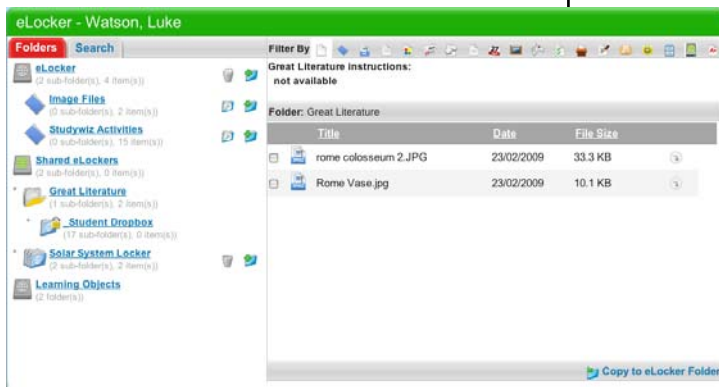 eLocker - Watson, Luke
Folders Search
eLocker
(2 sub-folder(s), 4 item(s))
Image Files
(0 sub-folder(s), 2 item(s))
Studywiz Activities
(0 sub-folder(s), 15 item(s))
Shared eLockers
(2 sub-folder(s), 0 item(s))
Great Literature
(1 sub-folder(s), 2 item(s))
_Student Dropbox
(17 sub-folder(s), 0 item(s))
Solar System Locker
(2 sub-folder(s), 2 item(s))
Learning Objects
(2 folder(s))
Filter By
Great Literature instructions:
not available
Folder: Great Literature
Title Date File Size
rome colosseum 2.JPG 23/02/2009 33.3 KB
Rome Vase.jpg 23/02/2009 10.1 KB
Copy to eLocker Folder